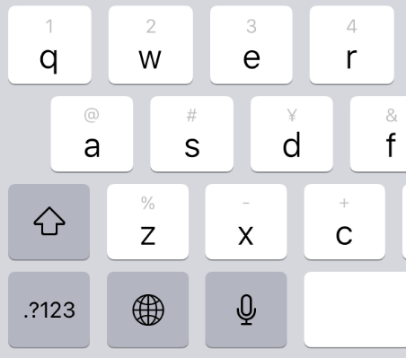 1 2 3 4
q w e r
@ # ¥ &
a s d f
% - +
z x c
.?123